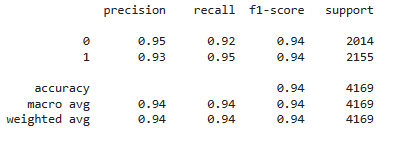 precision recall f1-score support
0 0.95 0.92 0.94 2014
1 0.93 0.95 0.94 2155
accuracy 0.94 4169
macro avg 0.94 0.94 0.94 4169
weighted avg 0.94 0.94 0.94 4169